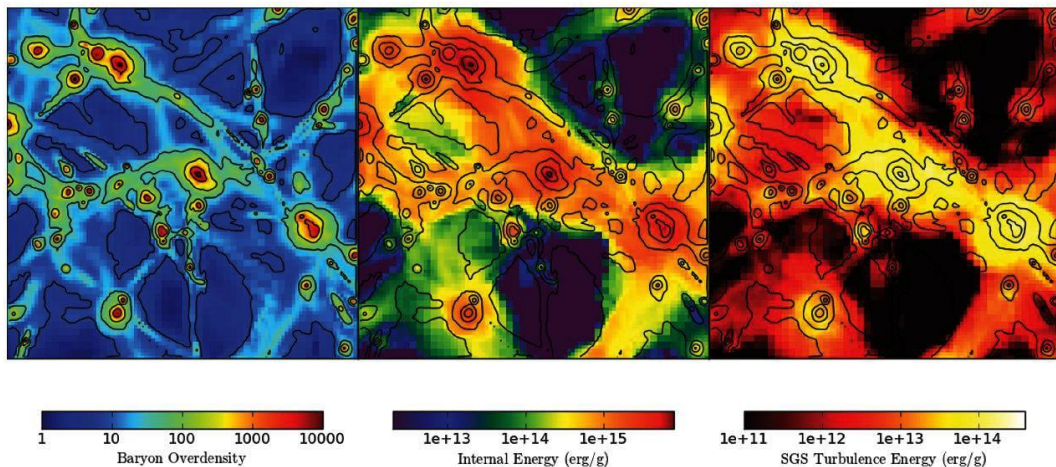 1 10 100 1000 10000
Baryon Overdensity
1e+13 1e+14 1e+15
Internal Energy (erg/g)
1e+11 1e+12 1e+13 1e+14
SGS Turbulence Energy (erg/g)